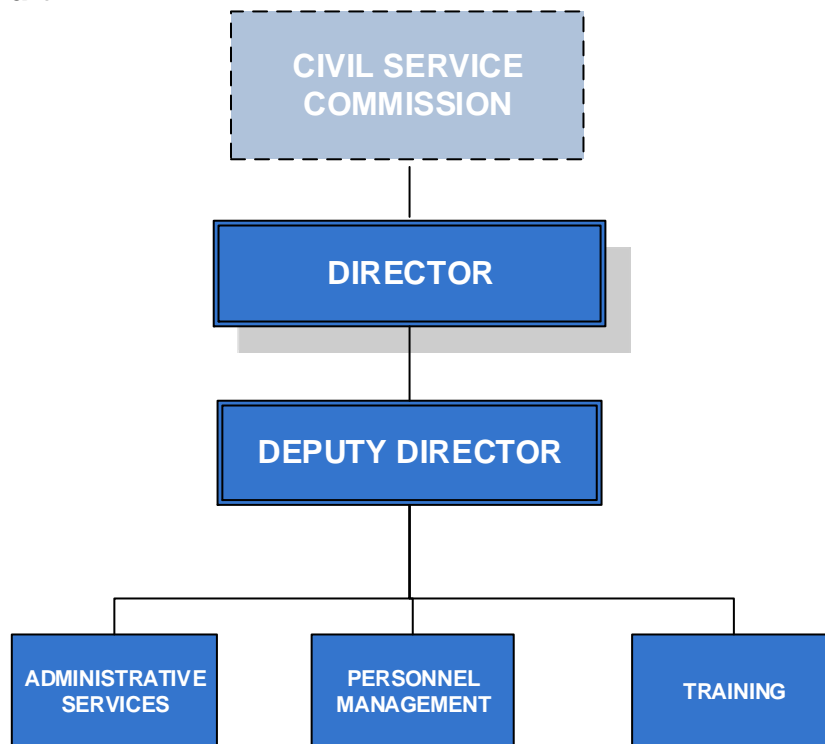 CIVIL SERVICE
COMMISSION
DIRECTOR
DEPUTY DIRECTOR
ADMINISTRATIVE
SERVICES
PERSONNEL
MANAGEMENT
TRAINING